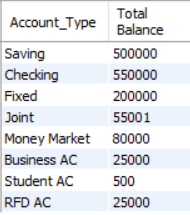 Account_Type Total Balance
Saving 500000
Checking 550000
Fixed 200000
Joint 55001
Money Market 80000
Business AC 25000
Student AC 500
RFD AC 25000